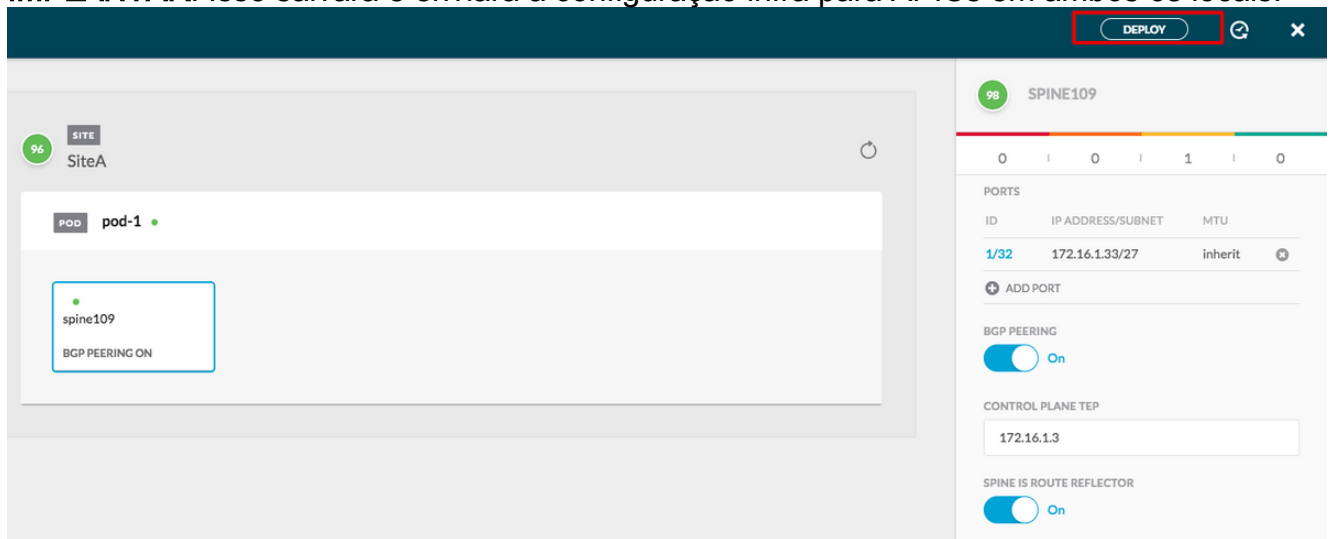 DEPLOY
SITE
96
SiteA
POD pod-1
spine109
BGP PEERING ON
98 SPINE109
0 0 1 0
PORTS
ID IP ADDRESS/SUBNET MTU
1/32 172.16.1.33/27 inherit
ADD PORT
BGP PEERING
On
CONTROL PLANE TEP
172.16.1.3
SPINE IS ROUTE REFLECTOR
On